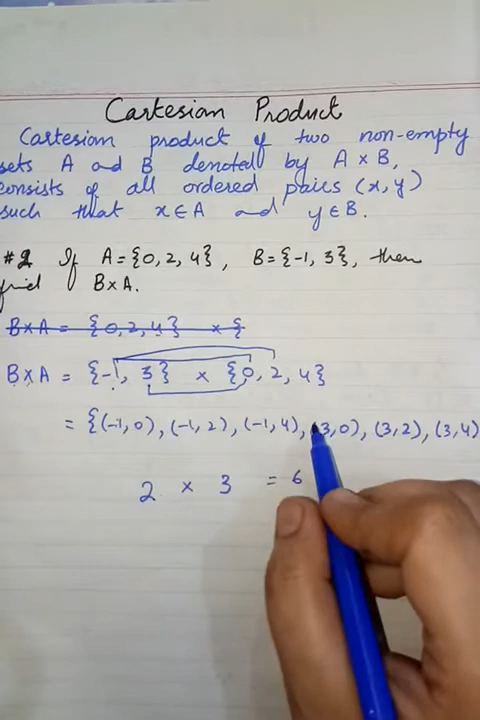 Cartesian Product
Cartesian product of two non-empty
sets A and B denoted by A × B,
consists of all ordered pairs (x, y)
such that x ∈ A and y ∈ B.
#2 If A = {0, 2, 4}, B = {-1, 3}, then
find B×A.
B×A = {0, 2, 4} × {
B×A = {-1, 3} × {0, 2, 4}
= {(-1, 0), (-1, 2), (-1, 4), (3, 0), (3, 2), (3, 4)
2 × 3 = 6